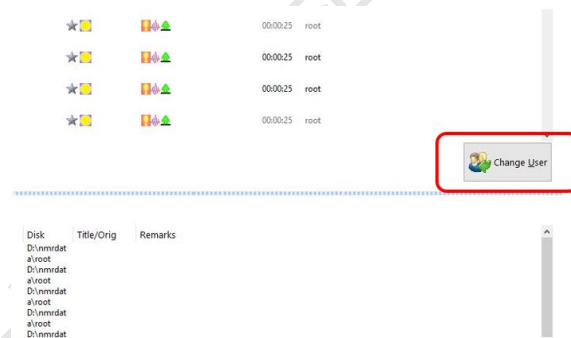 00:00:25 root
00:00:25 root
00:00:25 root
00:00:25 root
Change User
Disk Title/Orig Remarks
D:\nmrdat
a\root
D:\nmrdat
a\root
D:\nmrdat
a\root
D:\nmrdat
a\root
D:\nmrdat